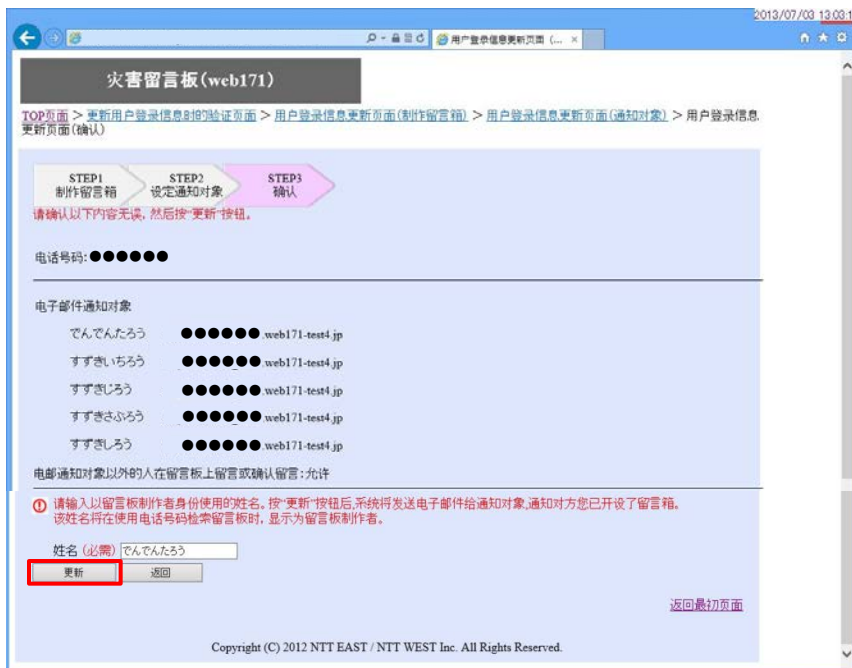 2013/07/03 13:03:1
用户登录信息更新页面 (... ×
灾害留言板(web171)
TOP页面 > 更新用户登录信息时的验证页面 > 用户登录信息更新页面(制作留言箱) > 用户登录信息更新页面(通知对象) > 用户登录信息
更新页面(确认)
STEP1 STEP2 STEP3
制作留言箱 设定通知对象 确认
请确认以下内容无误,然后按"更新"按钮。
电话号码:●●●●●●
电子邮件通知对象
でんでんたろう ●●●●●●.web171-test4.jp
すずきいちろう ●●●●●●.web171-test4.jp
すずきじろう ●●●●●●.web171-test4.jp
すずきさぶろう ●●●●●●.web171-test4.jp
すずきしろう ●●●●●●.web171-test4.jp
电邮通知对象以外的人在留言板上留言或确认留言:允许
请输入以留言板制作者身份使用的姓名。按"更新"按钮后,系统将发送电子邮件给通知对象,通知对方您已开设了留言箱。
该姓名将在使用电话号码检索留言板时,显示为留言板制作者。
姓名 (必需) でんでんたろう
更新 返回
返回最初页面
Copyright (C) 2012 NTT EAST / NTT WEST Inc. All Rights Reserved.